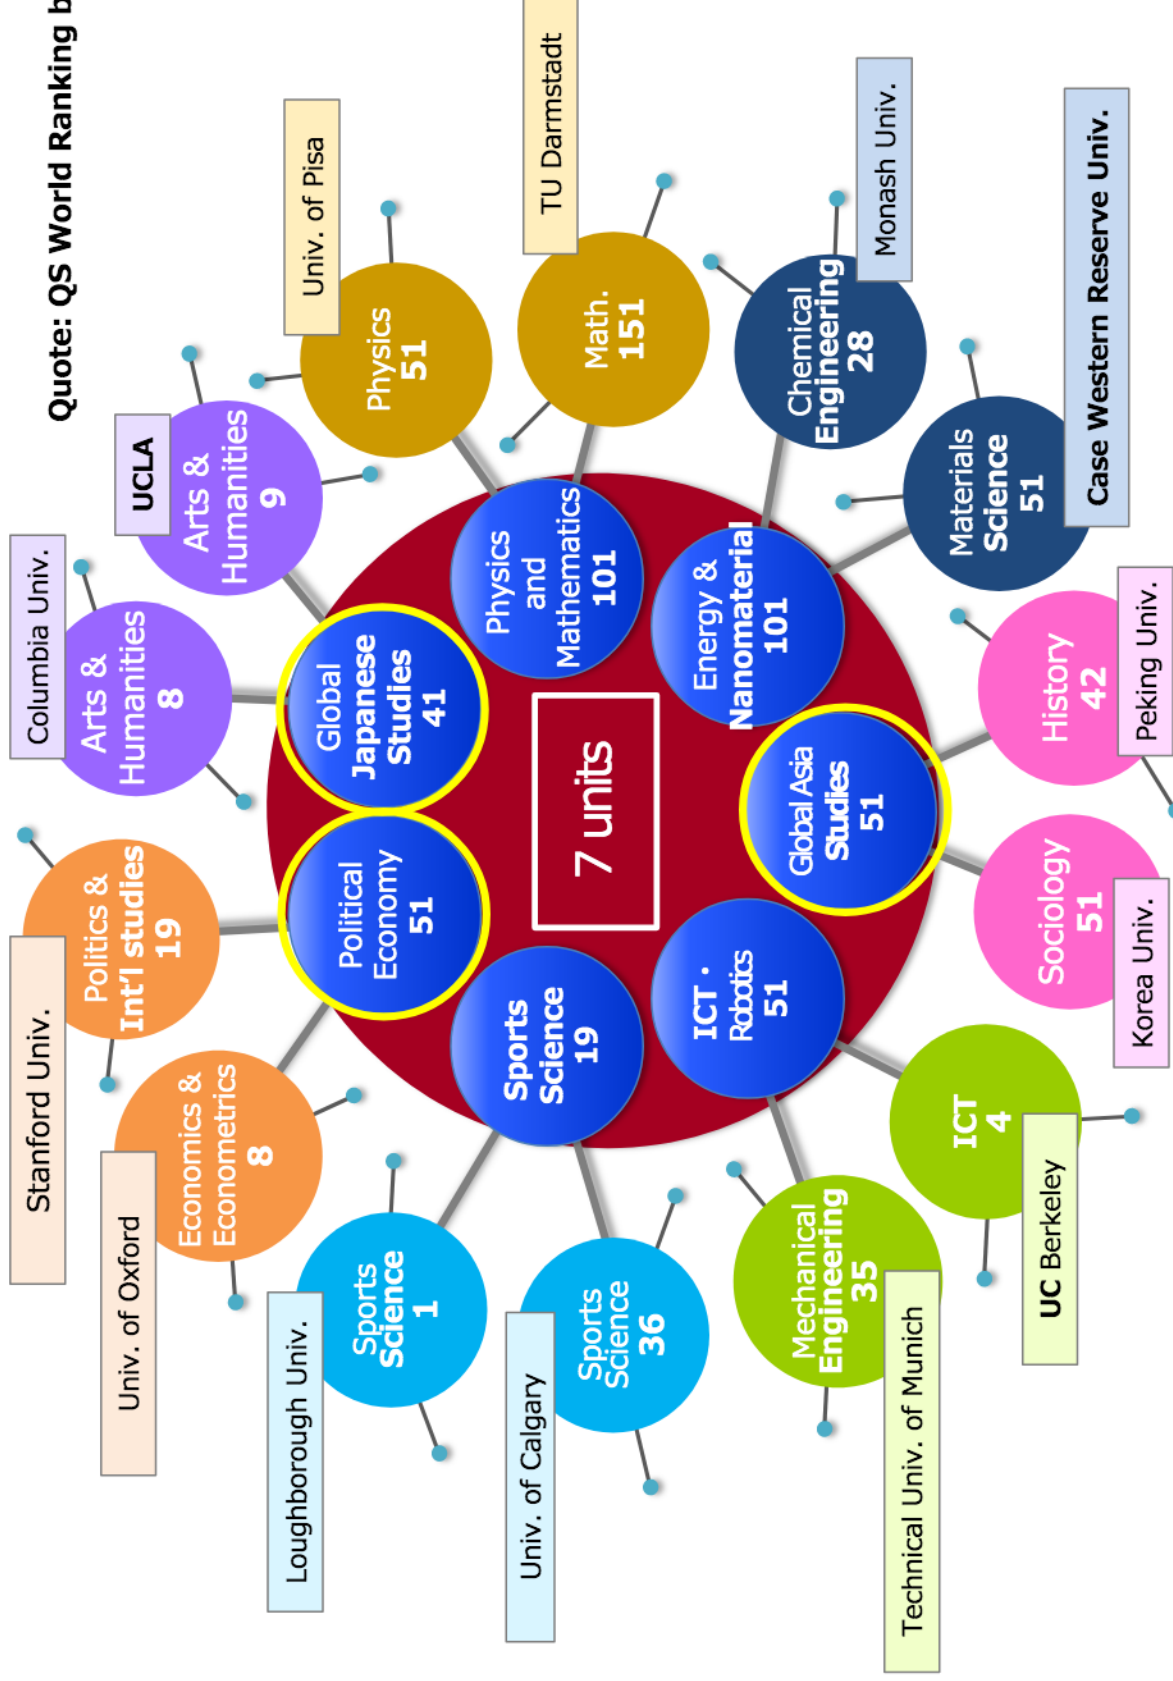 Quote: QS World Ranking b
Stanford Univ.
Politics &
Int'l studies
19
Columbia Univ.
Arts &
Humanities
8
UCLA
Arts &
Humanities
9
Univ. of Oxford
Economics &
Econometrics
8
Political
Economy
51
Global
Japanese
Studies
41
Univ. of Pisa
Physics
51
Loughborough Univ.
Sports
Science
1
Sports
Science
19
Physics
and
Mathematics
101
TU Darmstadt
Math.
151
Univ. of Calgary
Sports
Science
36
7 units
ICT・
Robotics
51
Energy &
Nanomaterial
101
Chemical
Engineering
28
Monash Univ.
Mechanical
Engineering
35
Technical Univ. of Munich
Global Asia
Studies
51
Materials
Science
51
Case Western Reserve Univ.
ICT
4
UC Berkeley
Sociology
51
Korea Univ.
History
42
Peking Univ.